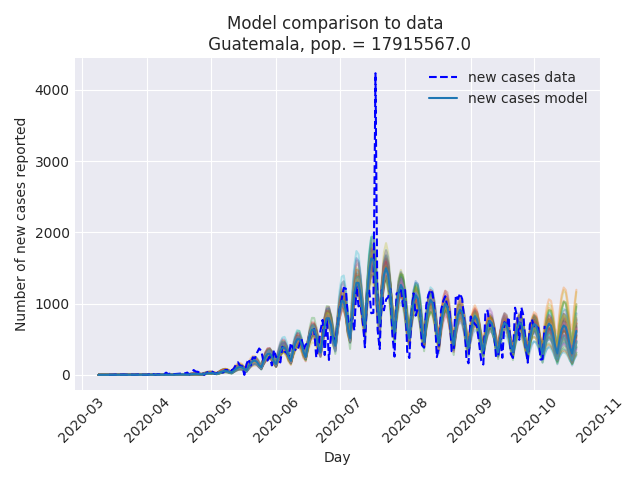 Model comparison to data
Guatemala, pop. = 17915567.0
new cases data
new cases model
Number of new cases reported
4000
3000
2000
1000
0
2020-03
2020-04
2020-05
2020-06
2020-07
2020-08
2020-09
2020-10
2020-11
Day